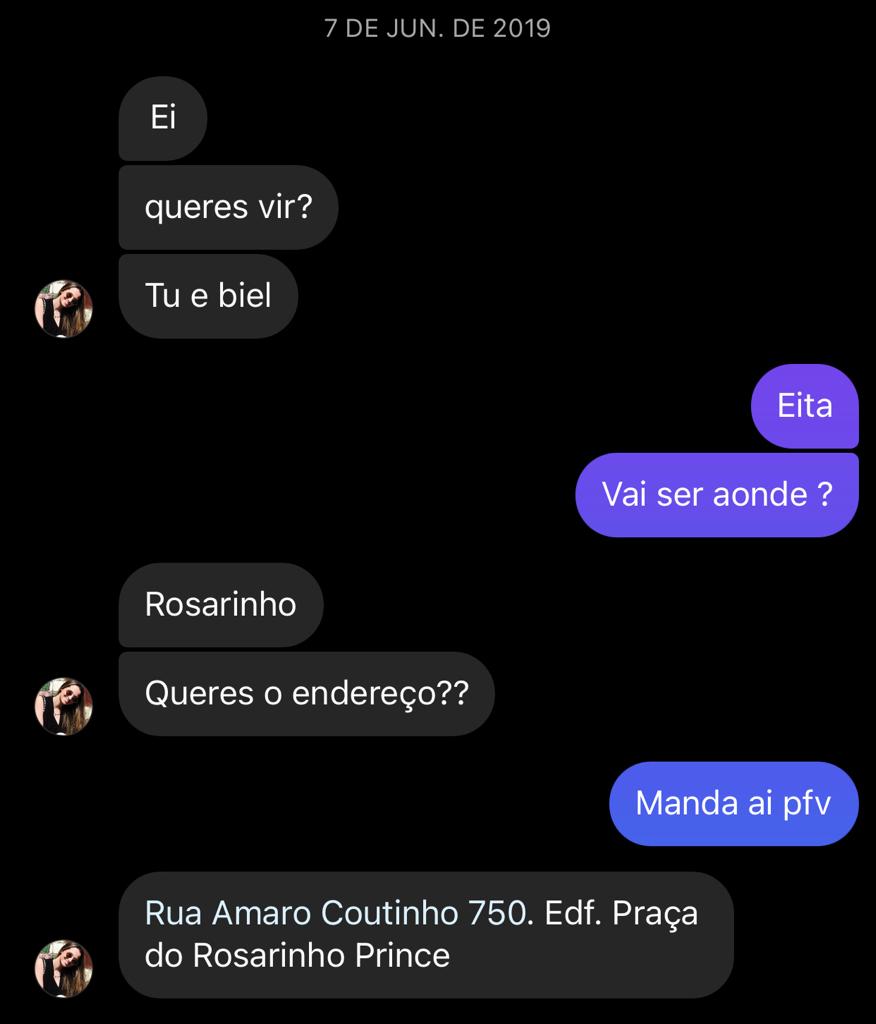 7 DE JUN. DE 2019
Ei
queres vir?
Tu e biel
Eita
Vai ser aonde ?
Rosarinho
Queres o endereço??
Manda ai pfv
Rua Amaro Coutinho 750. Edf. Praça
do Rosarinho Prince